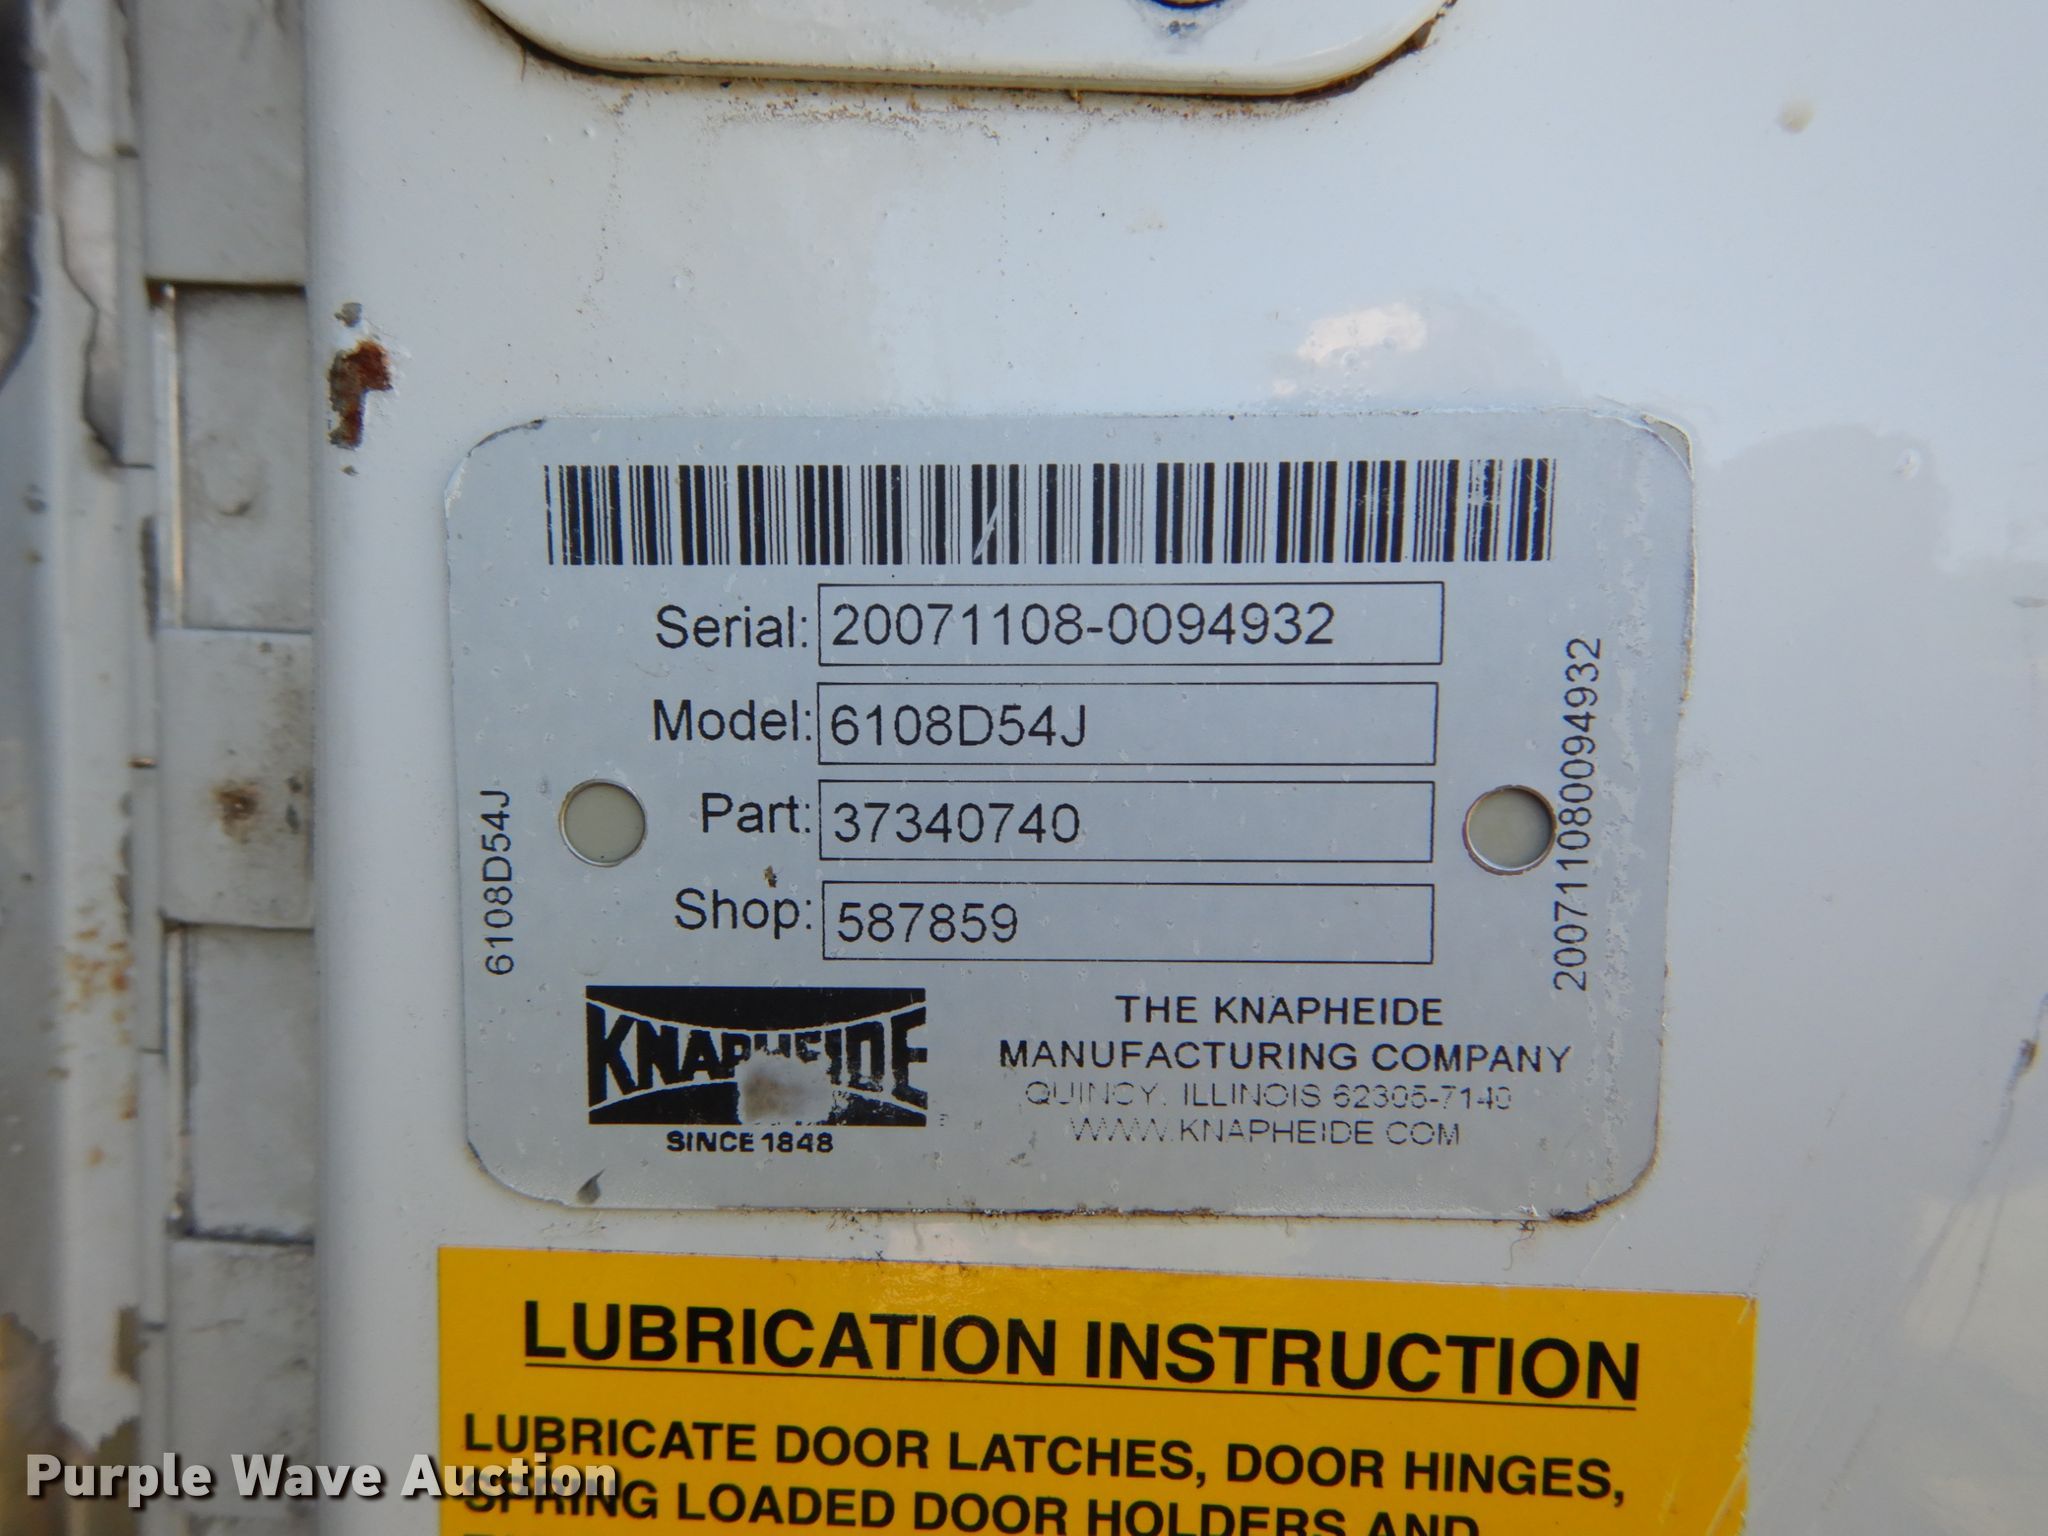 Serial: 20071108-0094932
Model: 6108D54J
Part: 37340740
Shop: 587859
6108D54J
200711080094932
KNAPHEIDE
SINCE 1848
THE KNAPHEIDE
MANUFACTURING COMPANY
QUINCY, ILLINOIS 62305-7140
WWW.KNAPHEIDE.COM
LUBRICATION INSTRUCTION
LUBRICATE DOOR LATCHES, DOOR HINGES,
SPRING LOADED DOOR HOLDERS AND
Purple Wave Auction